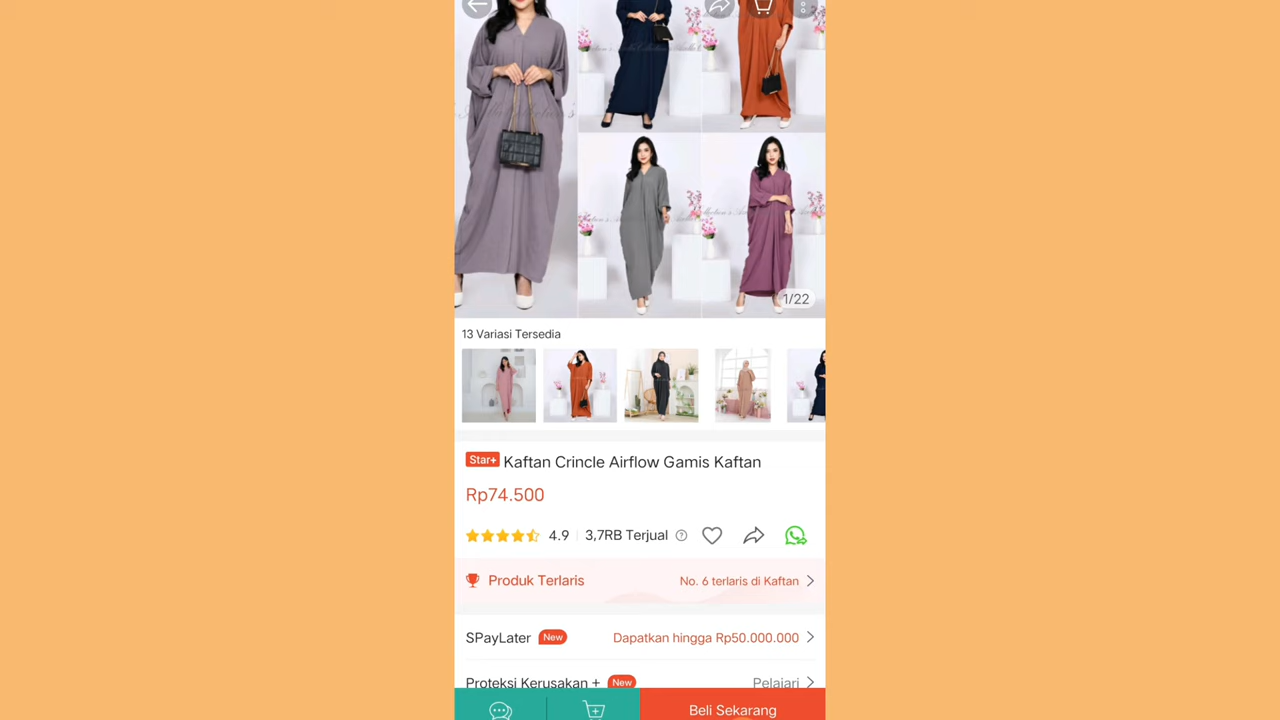 1/22
13 Variasi Tersedia
Star+ Kaftan Crincle Airflow Gamis Kaftan
Rp74.500
4.9 3,7RB Terjual ?
Produk Terlaris No. 6 terlaris di Kaftan
SPayLater New Dapatkan hingga Rp50.000.000
Proteksi Kerusakan + New Pelajari
Beli Sekarang